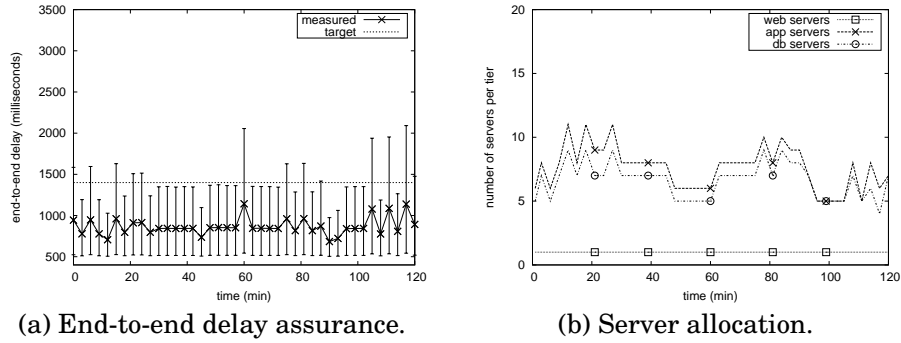 3500
3000
2500
2000
1500
1000
500
end-to-end delay (milliseconds)
measured
target
0 20 40 60 80 100 120
time (min)
(a) End-to-end delay assurance.
20
15
10
5
0
number of servers per tier
web servers
app servers
db servers
0 20 40 60 80 100 120
time (min)
(b) Server allocation.